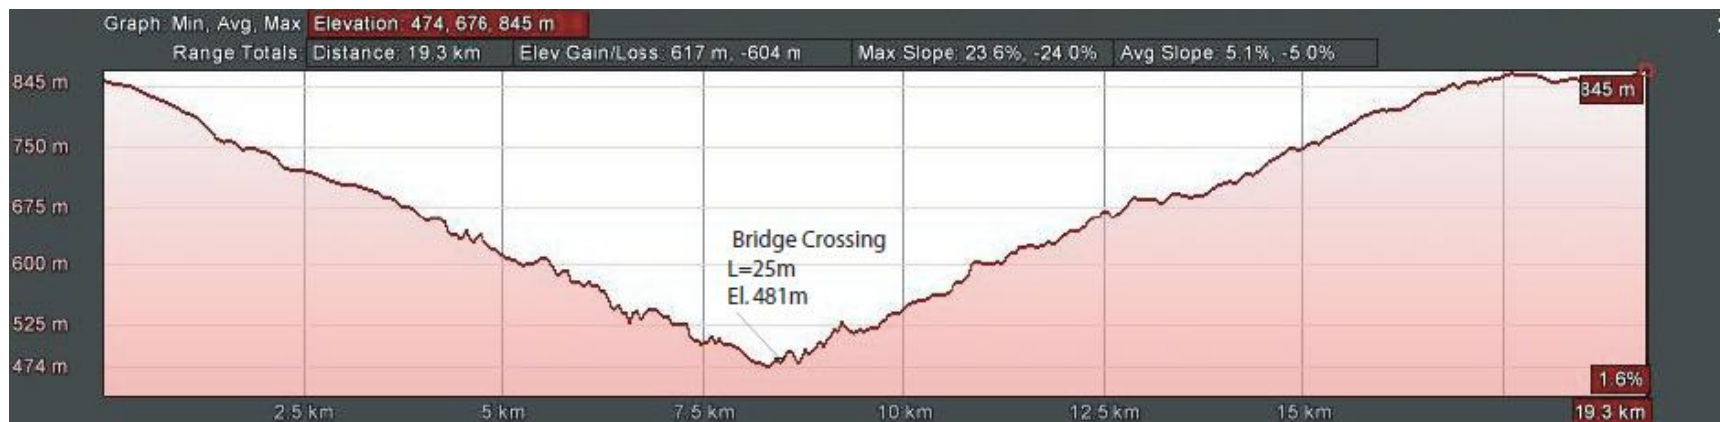 Graph: Min, Avg, Max Elevation: 474, 676, 845 m
Range Totals: Distance: 19.3 km Elev Gain/Loss: 617 m, -604 m Max Slope: 23.6%, -24.0% Avg Slope: 5.1%, -5.0%
845 m
845 m
750 m
675 m
Bridge Crossing
600 m
L=25m
El. 481m
525 m
474 m
1.6%
2.5 km 5 km 7.5 km 10 km 12.5 km 15 km 19.3 km